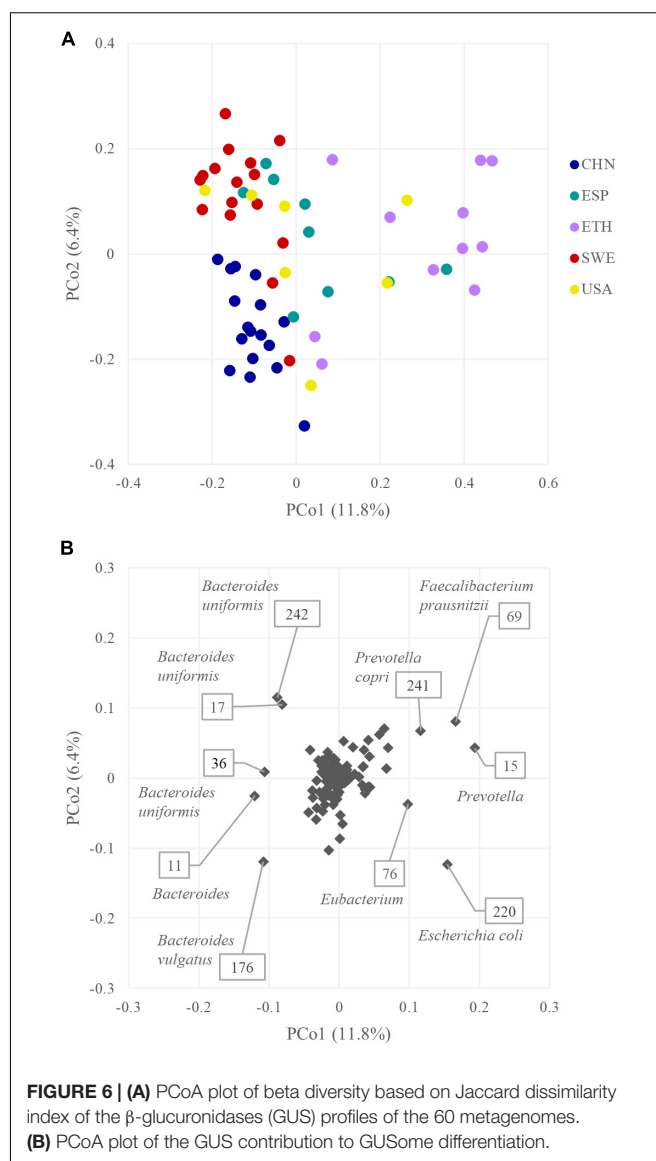 A
0.4
0.2
0
-0.2
-0.4
PCo2 (6.4%)
-0.4
-0.2
0
0.2
0.4
0.6
PCo1 (11.8%)
CHN
ESP
ETH
SWE
USA
B
0.3
0.2
0.1
0
-0.1
-0.2
-0.3
PCo2 (6.4%)
Bacteroides
uniformis
242
Bacteroides
uniformis
17
36
Bacteroides
uniformis
11
Bacteroides
Bacteroides
vulgatus
176
Faecalibacterium
prausnitzii
69
Prevotella
copri
241
15
Prevotella
76
Eubacterium
220
Escherichia coli
-0.3
-0.2
-0.1
0
0.1
0.2
0.3
PCo1 (11.8%)
FIGURE 6 | (A) PCoA plot of beta diversity based on Jaccard dissimilarity
index of the β-glucuronidases (GUS) profiles of the 60 metagenomes.
(B) PCoA plot of the GUS contribution to GUSome differentiation.